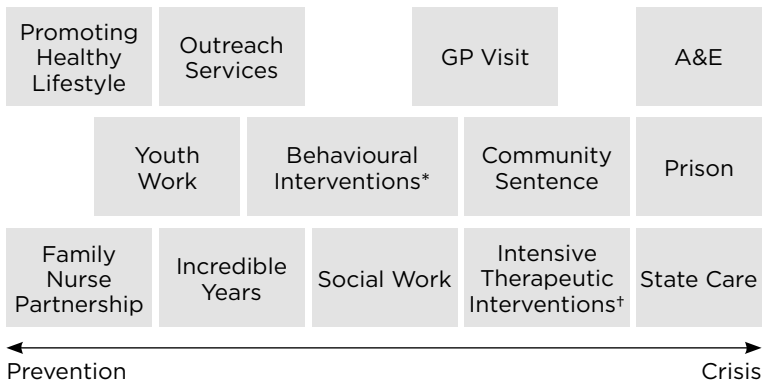 Promoting
Healthy
Lifestyle
Outreach
Services
GP Visit
A&E
Youth
Work
Behavioural
Interventions*
Community
Sentence
Prison
Family
Nurse
Partnership
Incredible
Years
Social Work
Intensive
Therapeutic
Interventions†
State Care
Prevention
Crisis